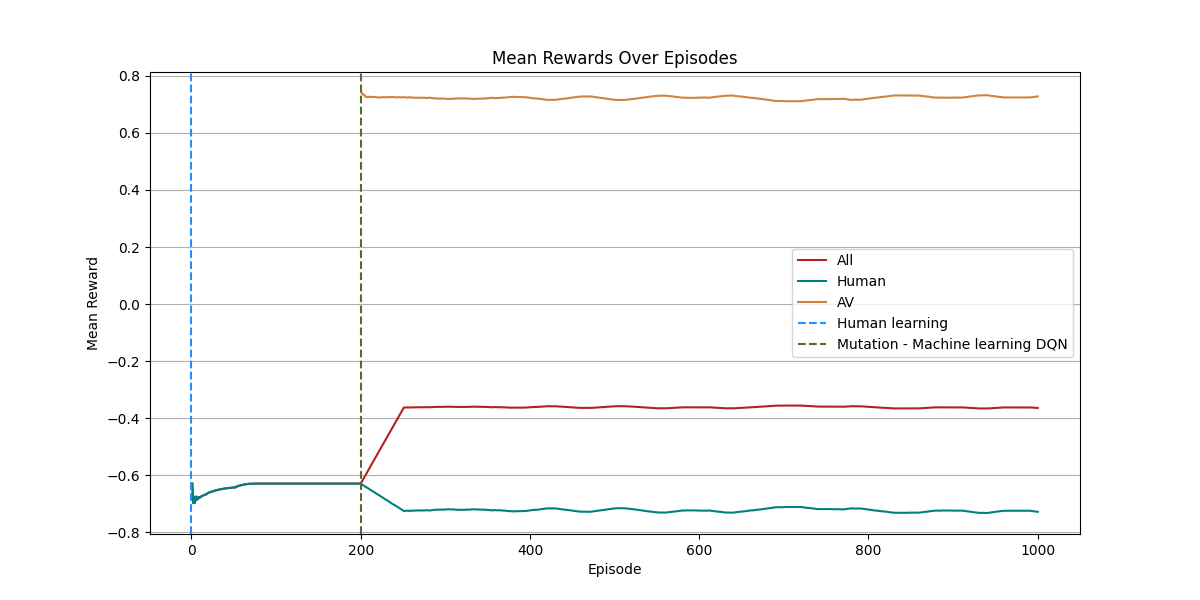 Mean Rewards Over Episodes
Mean Reward
0.8
0.6
0.4
0.2
0.0
−0.2
−0.4
−0.6
−0.8
All
Human
AV
Human learning
Mutation - Machine learning DQN
0 200 400 600 800 1000
Episode